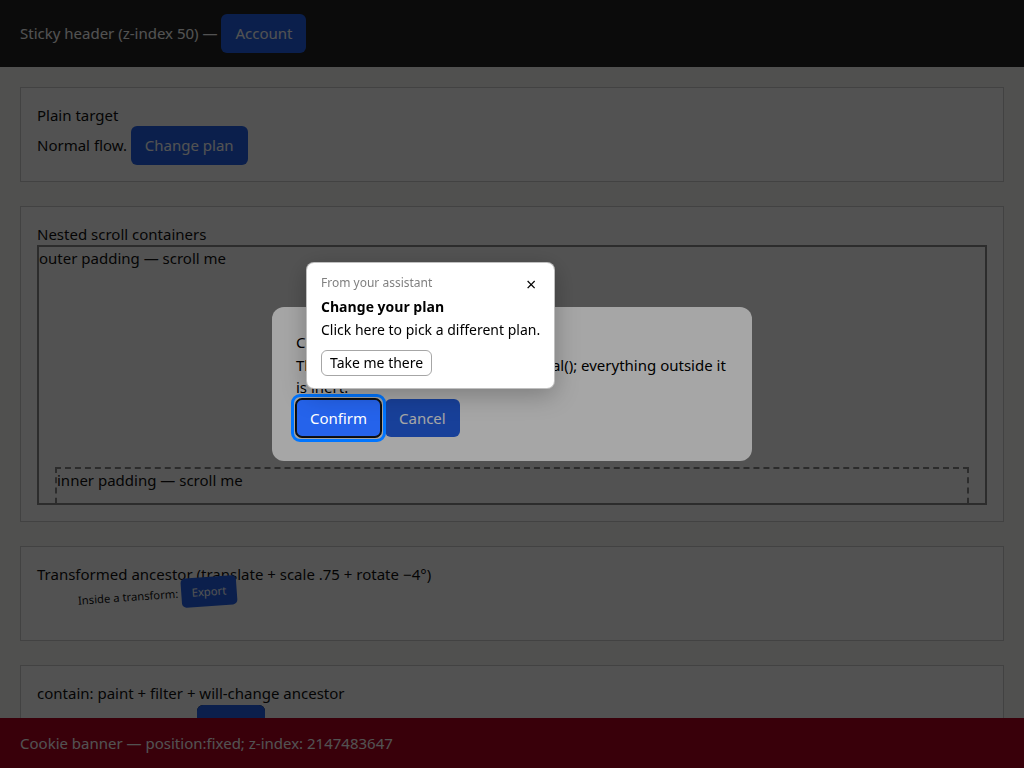 Sticky header (z-index 50) — Account
Plain target
Normal flow. Change plan
Nested scroll containers
outer padding — scroll me
From your assistant
×
Change your plan
Click here to pick a different plan.
Take me there
everything outside it
is inert.
Confirm Cancel
inner padding — scroll me
Transformed ancestor (translate + scale .75 + rotate −4°)
Inside a transform: Export
contain: paint + filter + will-change ancestor
Cookie banner — position:fixed; z-index: 2147483647